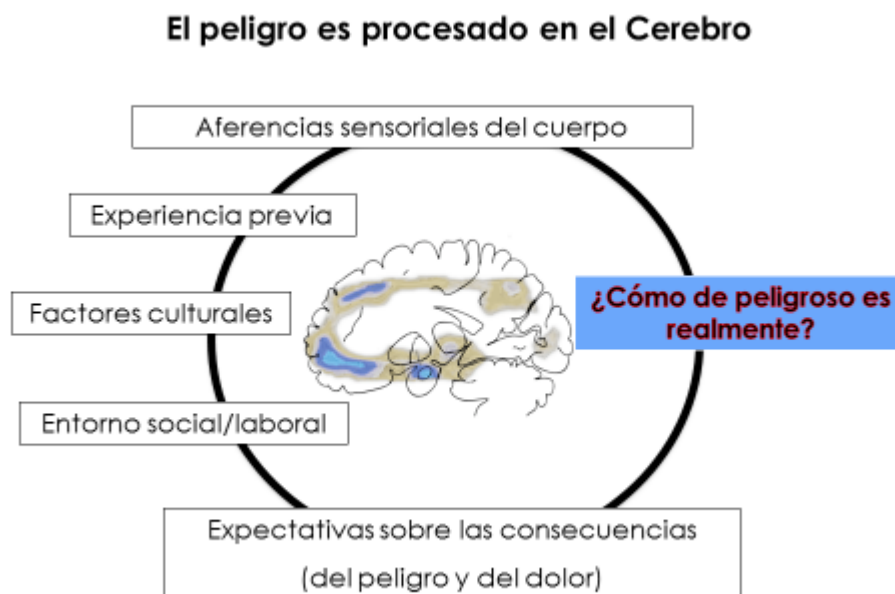 El peligro es procesado en el Cerebro
Aferencias sensoriales del cuerpo
Experiencia previa
Factores culturales
¿Cómo de peligroso es
realmente?
Entorno social/laboral
Expectativas sobre las consecuencias
(del peligro y del dolor)